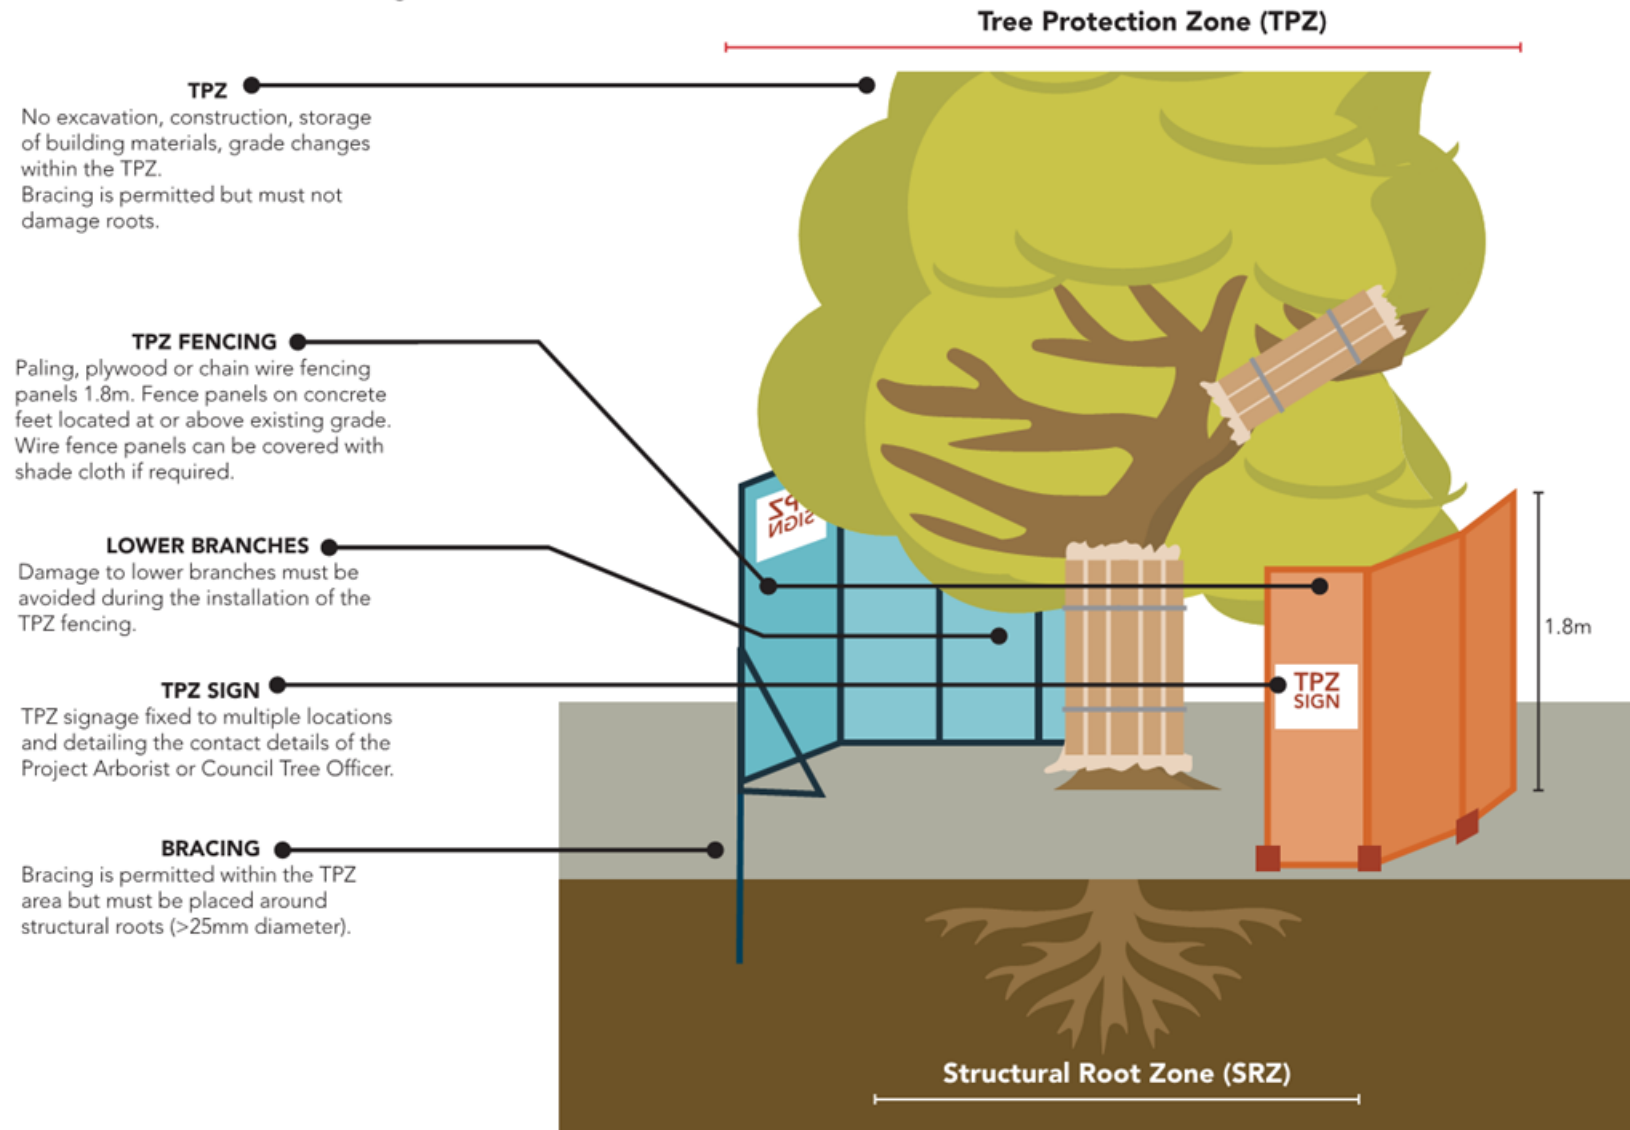 Tree Protection Zone (TPZ)
TPZ
No excavation, construction, storage
of building materials, grade changes
within the TPZ.
Bracing is permitted but must not
damage roots.
TPZ FENCING
Paling, plywood or chain wire fencing
panels 1.8m. Fence panels on concrete
feet located at or above existing grade.
Wire fence panels can be covered with
shade cloth if required.
TPZ
SIGN
LOWER BRANCHES
Damage to lower branches must be
avoided during the installation of the
TPZ fencing.
1.8m
TPZ SIGN
TPZ signage fixed to multiple locations
and detailing the contact details of the
Project Arborist or Council Tree Officer.
TPZ
SIGN
BRACING
Bracing is permitted within the TPZ
area but must be placed around
structural roots (>25mm diameter).
Structural Root Zone (SRZ)